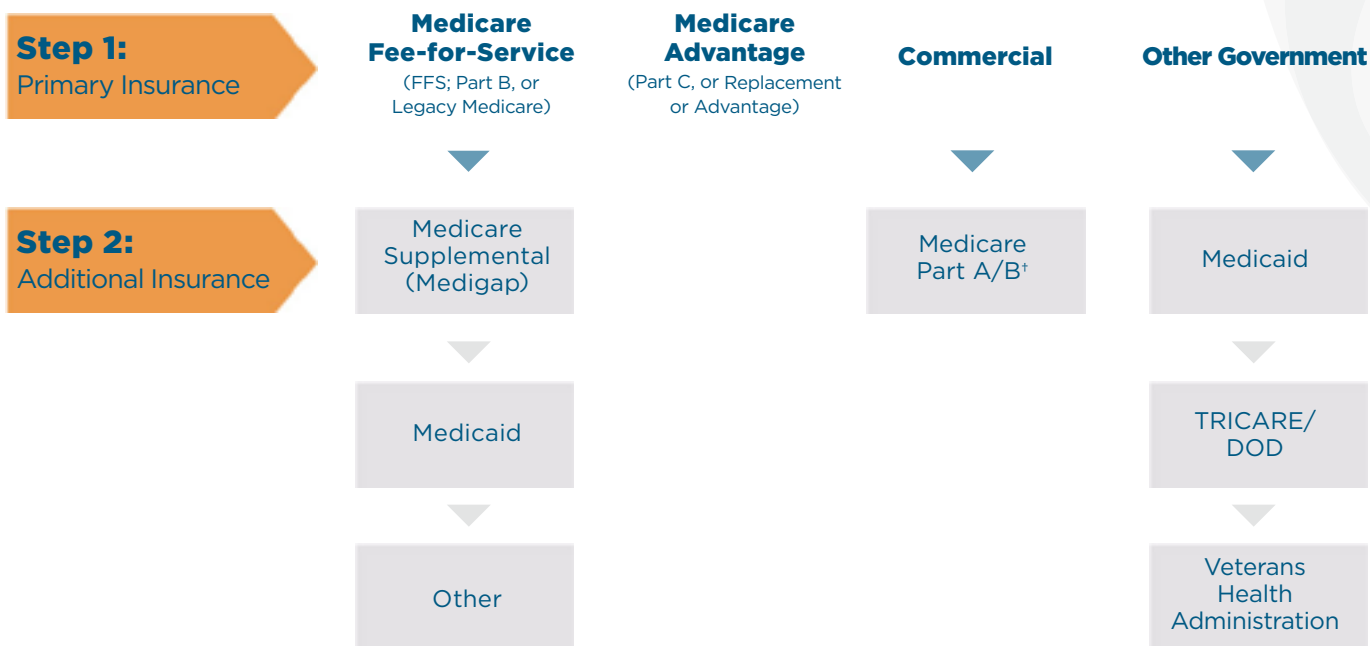 Step 1:
Primary Insurance
Medicare
Fee-for-Service
(FFS; Part B, or
Legacy Medicare)
Medicare
Advantage
(Part C, or Replacement
or Advantage)
Commercial
Other Government
Step 2:
Additional Insurance
Medicare
Supplemental
(Medigap)
Medicare
Part A/B†
Medicaid
Medicaid
TRICARE/
DOD
Other
Veterans
Health
Administration